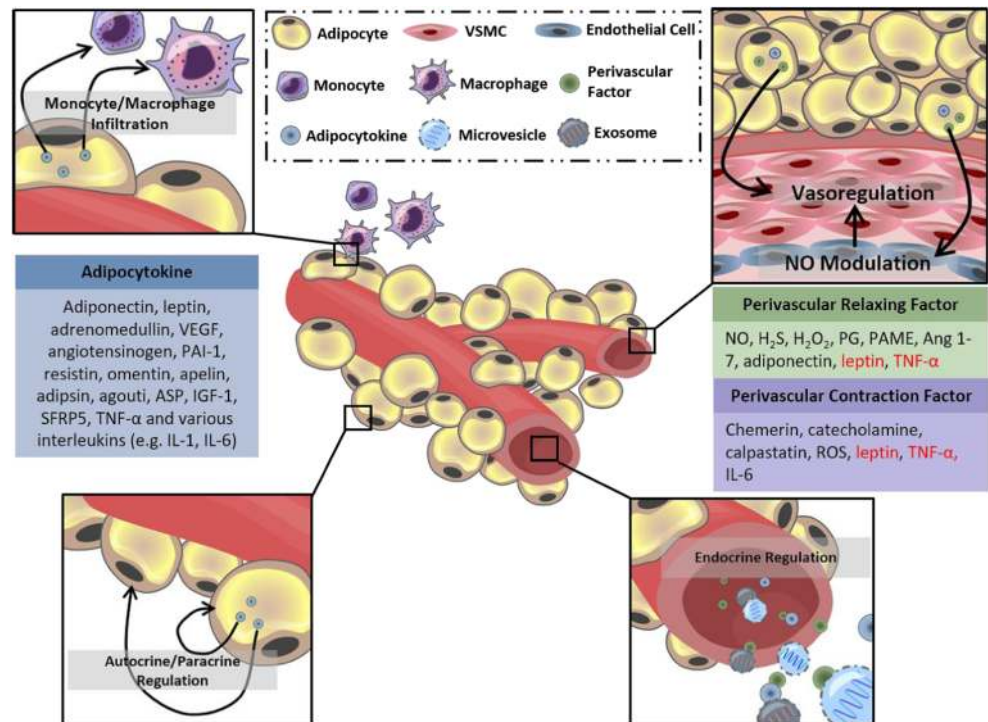 Adipocyte
VSMC
Endothelial Cell
Monocyte
Macrophage
Perivascular
Factor
Adipocytokine
Microvesicle
Exosome
Monocyte/Macrophage
Infiltration
Vasoregulation
NO Modulation
Adipocytokine
Adiponectin, leptin,
adrenomedullin, VEGF,
angiotensinogen, PAI-1,
resistin, omentin, apelin,
adipsin, agouti, ASP, IGF-1,
SFRP5, TNF-α and various
interleukins (e.g. IL-1, IL-6)
Perivascular Relaxing Factor
NO, H₂S, H₂O₂, PG, PAME, Ang 1-
7, adiponectin, leptin, TNF-α
Perivascular Contraction Factor
Chemerin, catecholamine,
calpastatin, ROS, leptin, TNF-α,
IL-6
Autocrine/Paracrine
Regulation
Endocrine Regulation